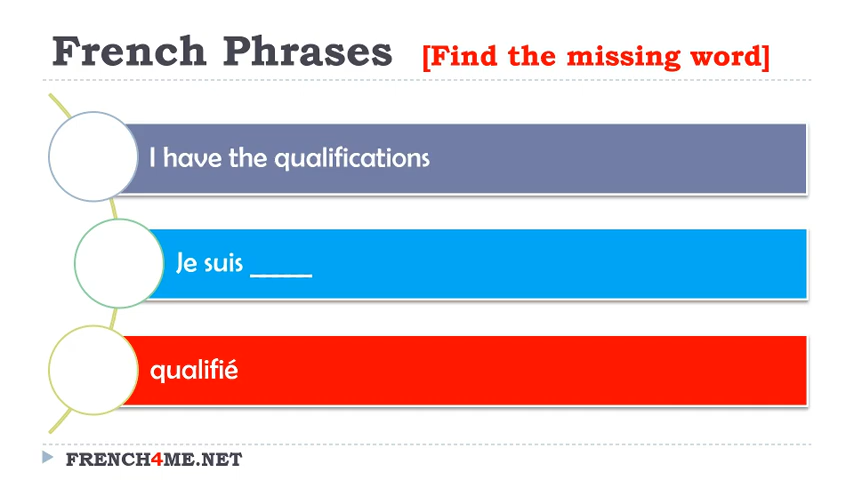 French Phrases [Find the missing word]
I have the qualifications
Je suis _____
qualifié
FRENCH4ME.NET